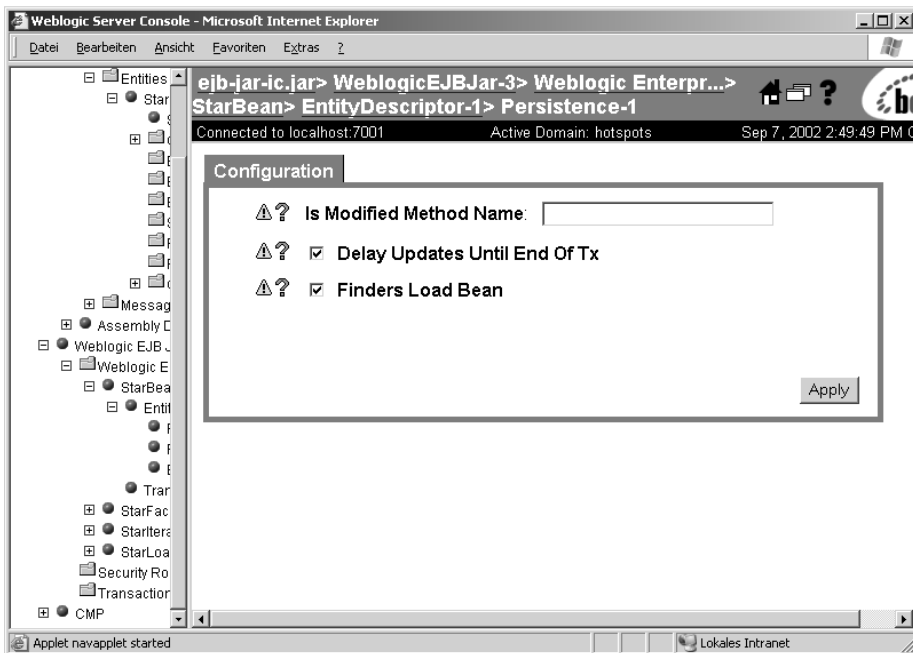 Weblogic Server Console - Microsoft Internet Explorer
Datei Bearbeiten Ansicht Favoriten Extras ?
Entities
Star
Messag
Assembly
Weblogic EJB
Weblogic E
StarBea
Entit
Tran
StarFac
StarItera
StarLoa
Security Ro
Transaction
CMP
ejb-jar-ic.jar> WeblogicEJBJar-3> Weblogic Enterpr...>
StarBean> EntityDescriptor-1> Persistence-1
Connected to localhost:7001 Active Domain: hotspots Sep 7, 2002 2:49:49 PM
Configuration
? Is Modified Method Name:
? Delay Updates Until End Of Tx
? Finders Load Bean
Apply
Applet navapplet started Lokales Intranet